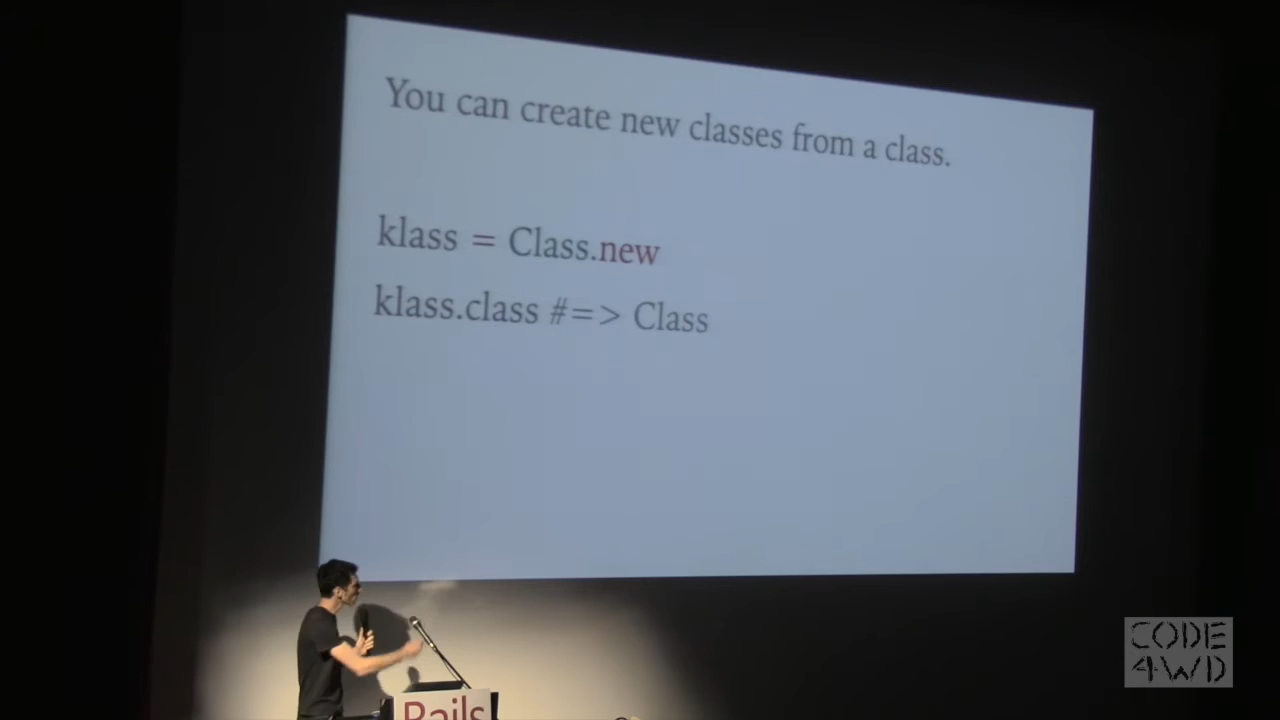 You can create new classes from a class.
klass = Class.new
klass.class #=> Class
Rails
CODE
4WD